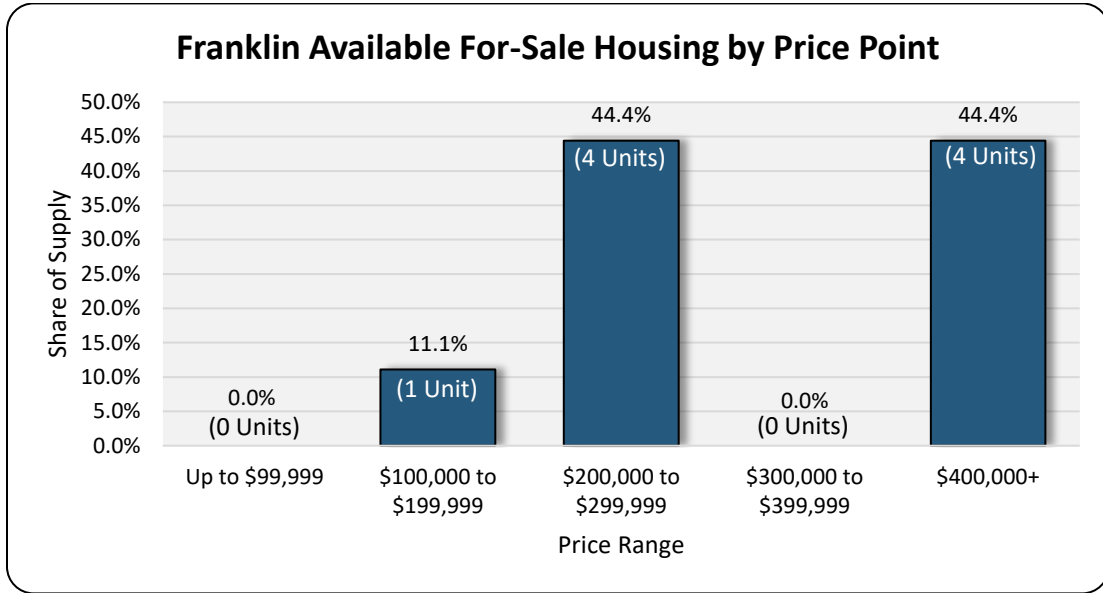 Franklin Available For-Sale Housing by Price Point
50.0%
45.0%
40.0%
35.0%
30.0%
25.0%
20.0%
15.0%
10.0%
5.0%
0.0%
Share of Supply
0.0%
(0 Units)
11.1%
(1 Unit)
44.4%
(4 Units)
0.0%
(0 Units)
44.4%
(4 Units)
Up to $99,999
$100,000 to
$199,999
$200,000 to
$299,999
$300,000 to
$399,999
$400,000+
Price Range